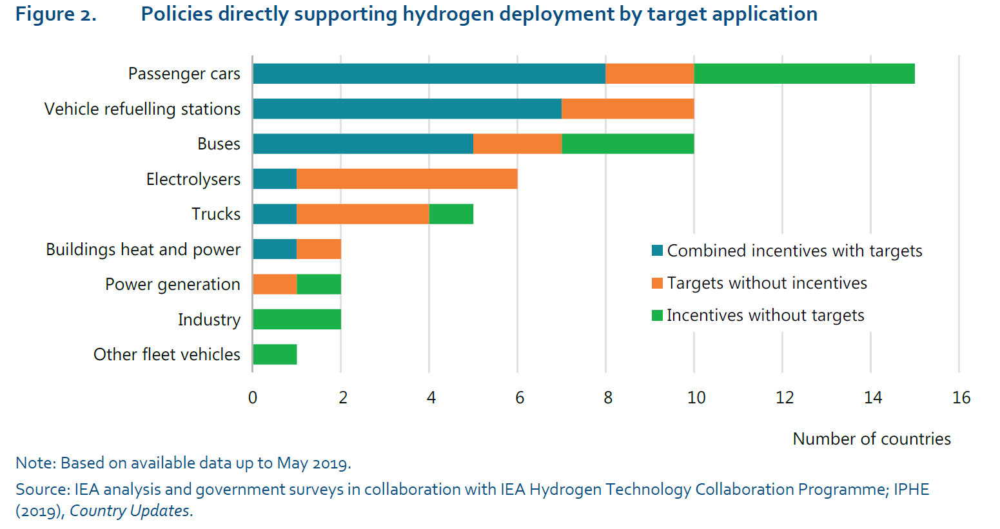 Figure 2. Policies directly supporting hydrogen deployment by target application
Passenger cars
Vehicle refuelling stations
Buses
Electrolysers
Trucks
Buildings heat and power
Power generation
Industry
Other fleet vehicles
Combined incentives with targets
Targets without incentives
Incentives without targets
0 2 4 6 8 10 12 14 16
Number of countries
Note: Based on available data up to May 2019.
Source: IEA analysis and government surveys in collaboration with IEA Hydrogen Technology Collaboration Programme; IPHE
(2019), Country Updates.